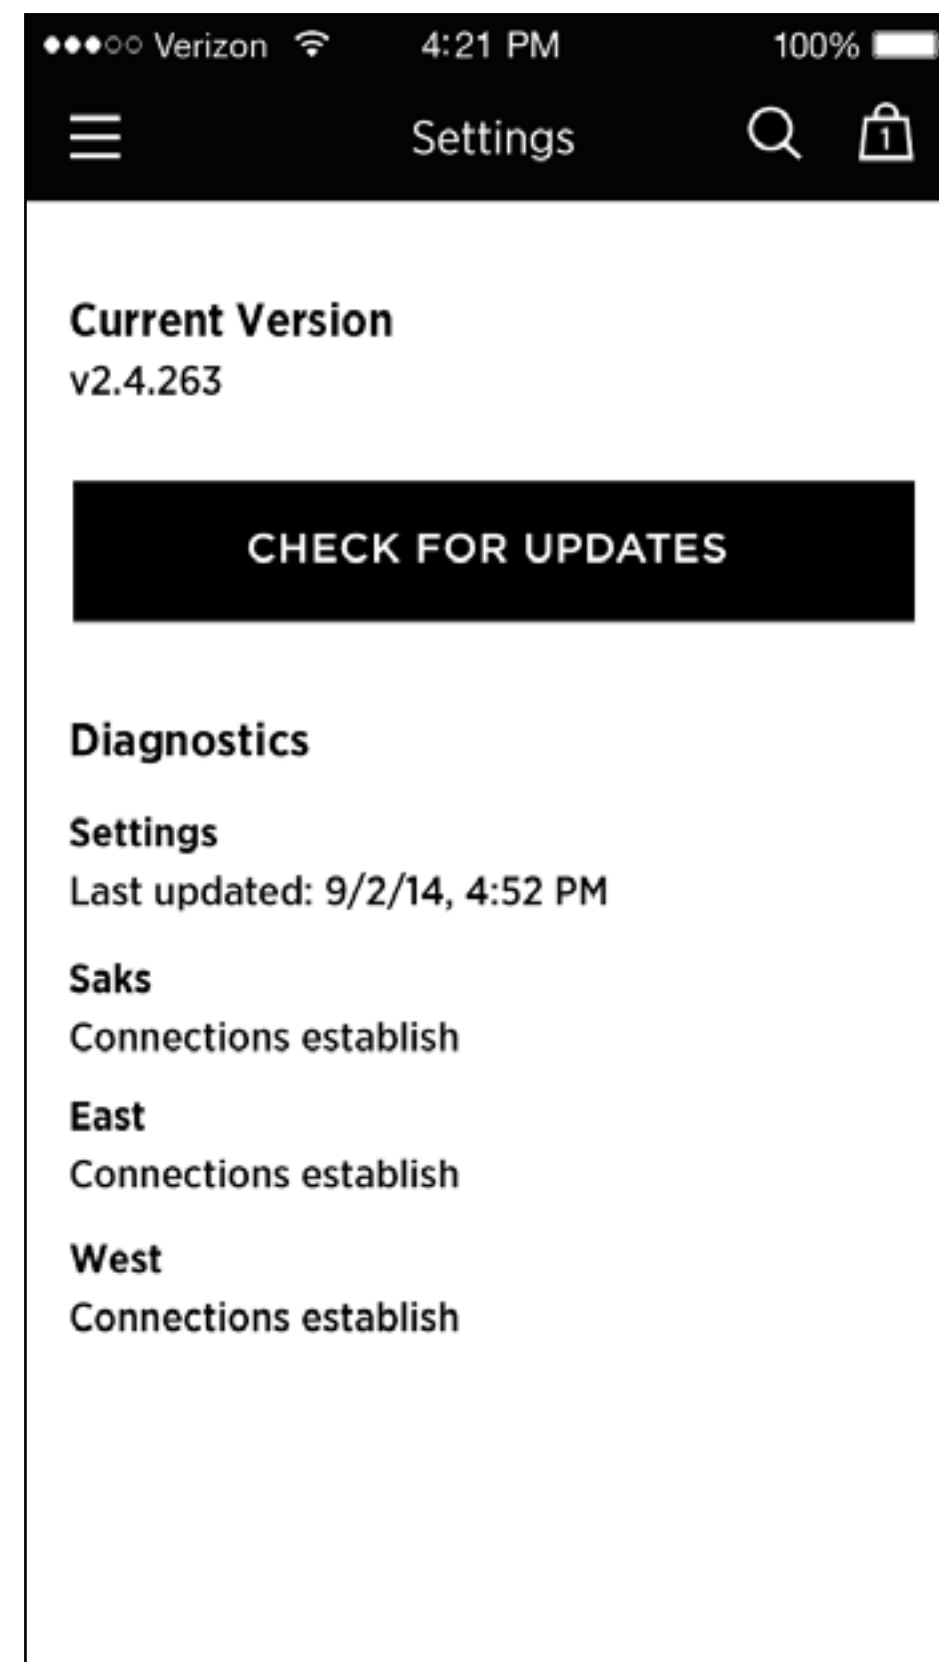 Verizon 4:21 PM 100%
Settings 1
Current Version
v2.4.263
CHECK FOR UPDATES
Diagnostics
Settings
Last updated: 9/2/14, 4:52 PM
Saks
Connections establish
East
Connections establish
West
Connections establish